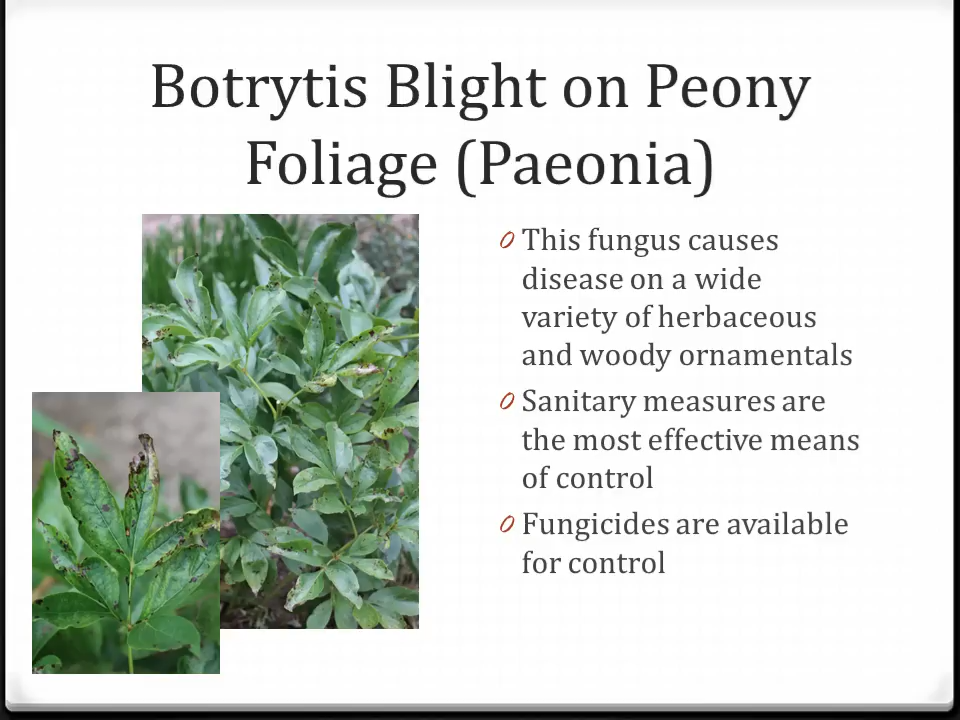 Botrytis Blight on Peony
Foliage (Paeonia)
This fungus causes
disease on a wide
variety of herbaceous
and woody ornamentals
Sanitary measures are
the most effective means
of control
Fungicides are available
for control